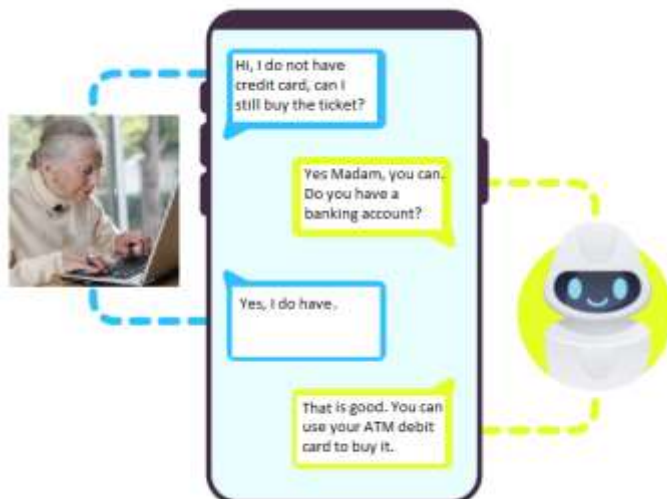 Hi, I do not have
credit card, can I
still buy the ticket?
Yes Madam, you can.
Do you have a
banking account?
Yes, I do have.
That is good. You can
use your ATM debit
card to buy it.